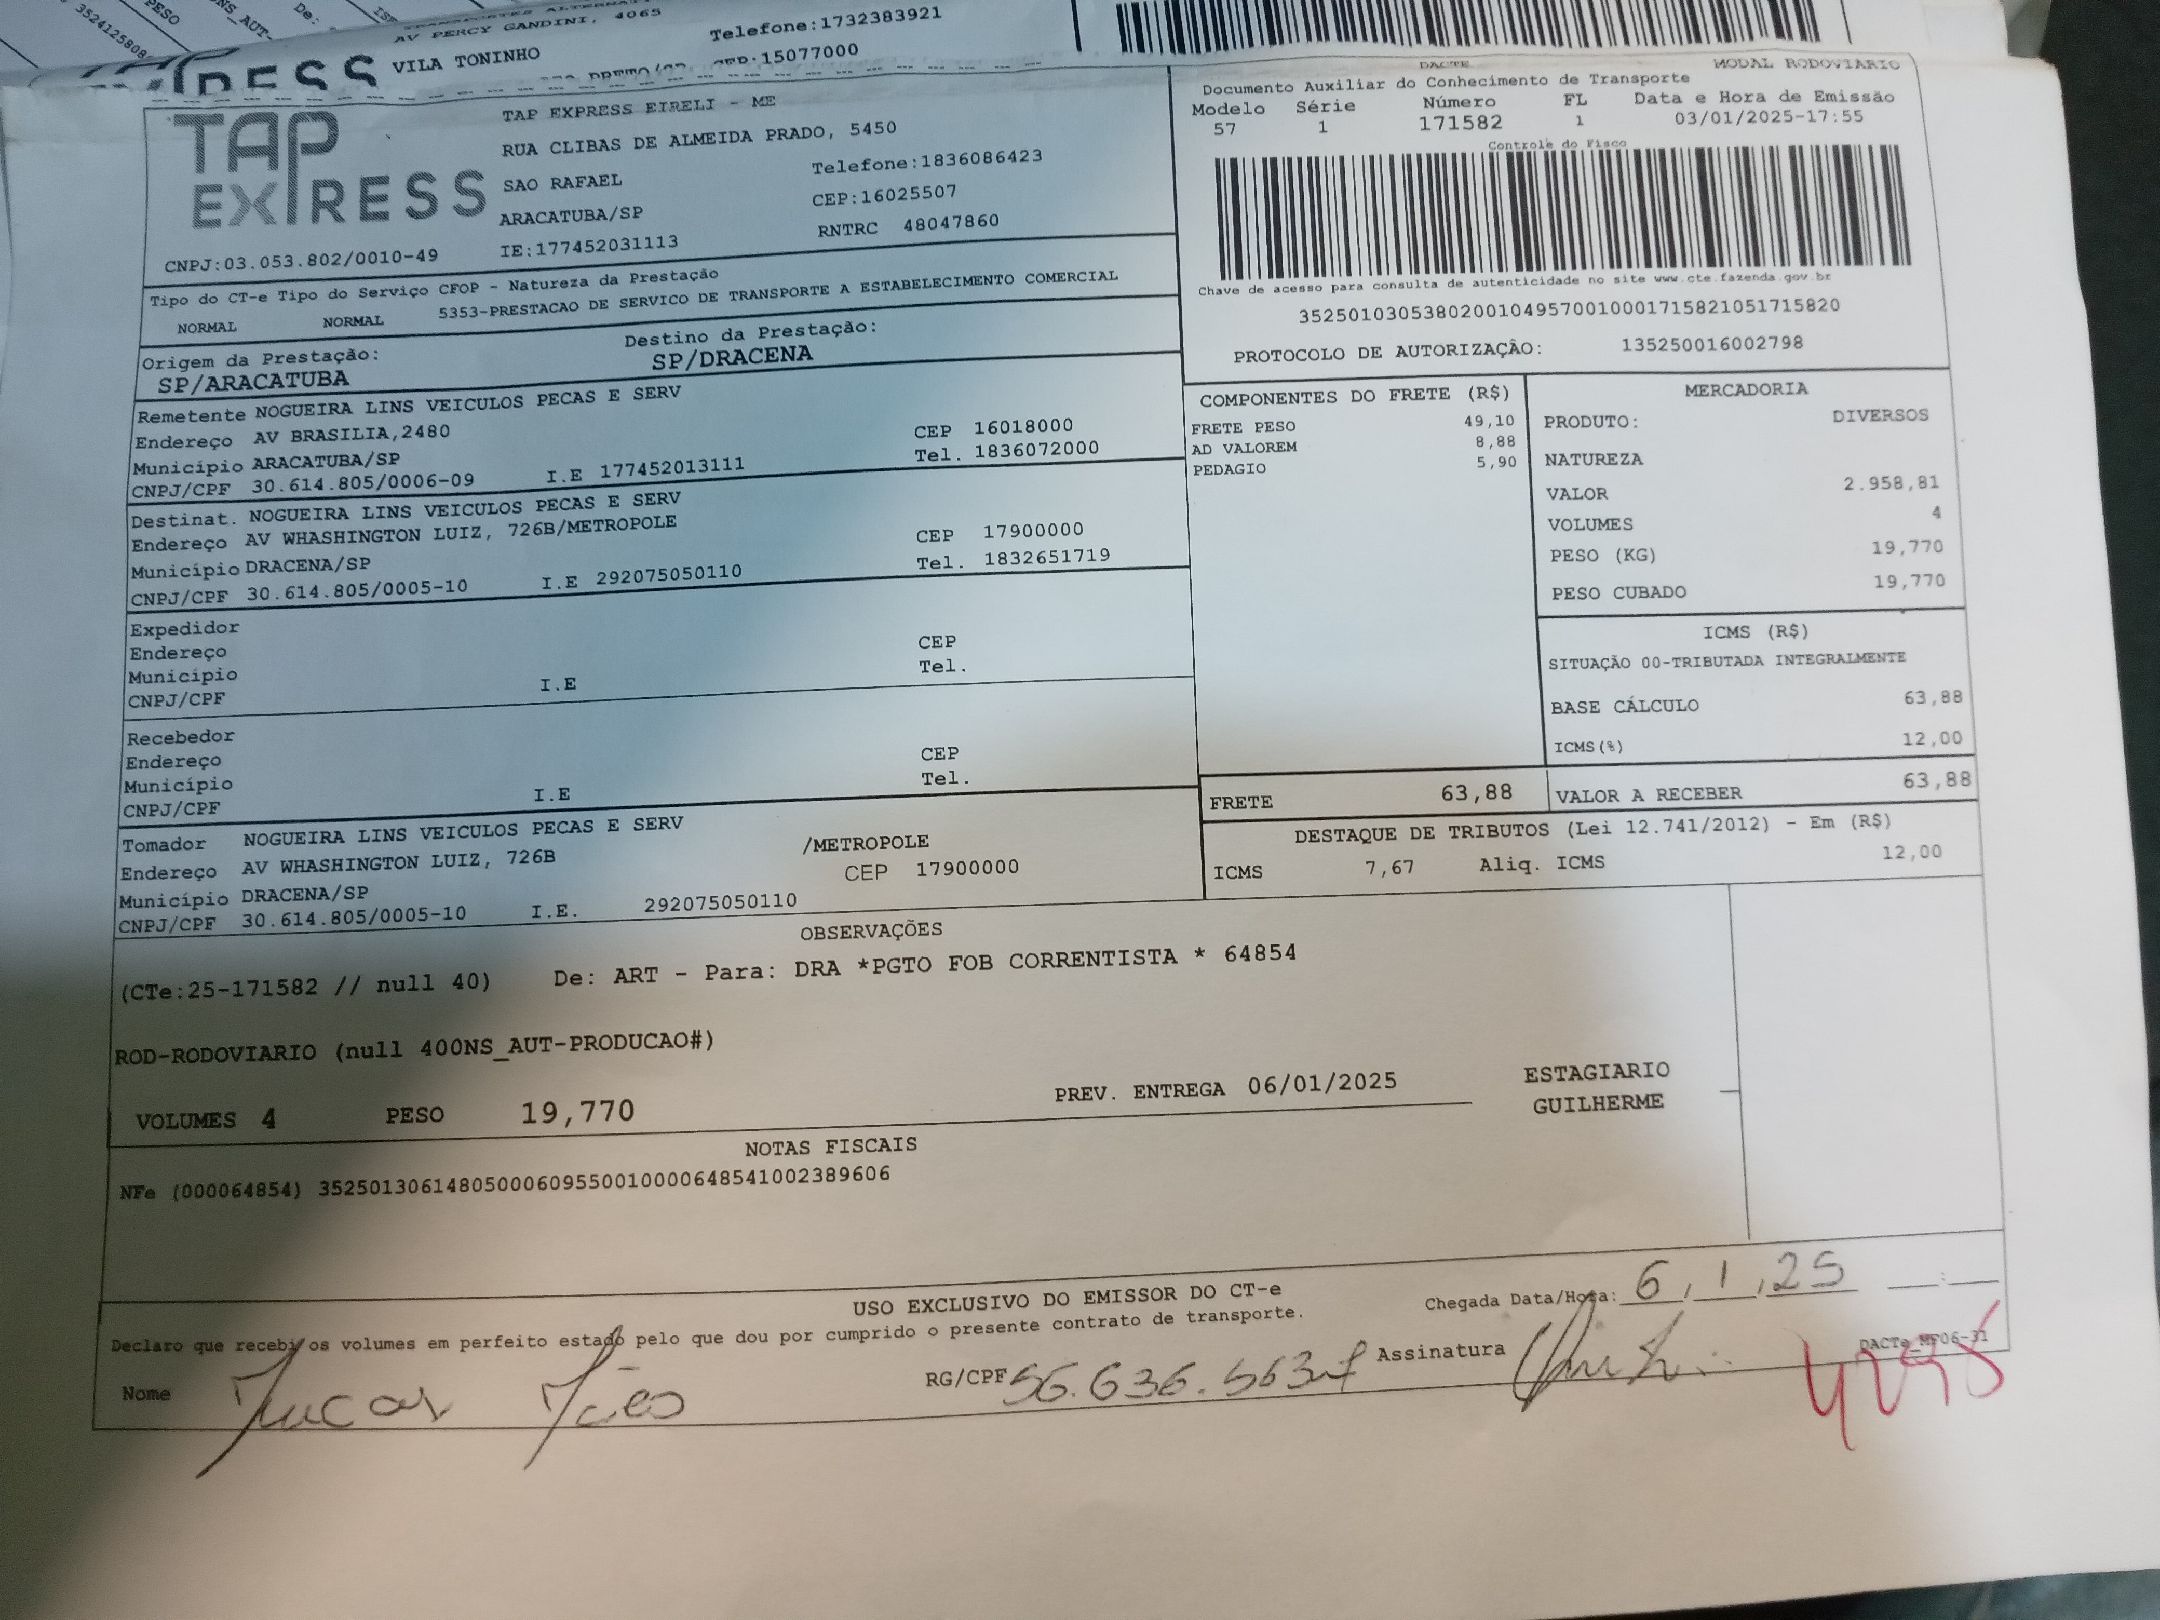 352412580
PESO
NS_AUT-
De:
AV PERCY GANDINI, 4065
VILA TONINHO
Telefone:1732383921
CEP:15077000
TAP EXPRESS
TAP EXPRESS EIRELI - ME
RUA CLIBAS DE ALMEIDA PRADO, 5450
SAO RAFAEL
Telefone:1836086423
ARACATUBA/SP
CEP:16025507
IE:177452031113
RNTRC 48047860
CNPJ:03.053.802/0010-49
DACTE
MODAL RODOVIARIO
Documento Auxiliar do Conhecimento de Transporte
Modelo Série Número FL Data e Hora de Emissão
57 1 171582 1 03/01/2025-17:55
Controle do Fisco
Chave de acesso para consulta de autenticidade no site www.cte.fazenda.gov.br
35250103053802001049570010001715821051715820
PROTOCOLO DE AUTORIZAÇÃO: 135250016002798
Tipo do CT-e Tipo do Serviço CFOP - Natureza da Prestação
NORMAL NORMAL 5353-PRESTACAO DE SERVICO DE TRANSPORTE A ESTABELECIMENTO COMERCIAL
Origem da Prestação: Destino da Prestação:
SP/ARACATUBA SP/DRACENA
Remetente NOGUEIRA LINS VEICULOS PECAS E SERV
Endereço AV BRASILIA,2480 CEP 16018000
Município ARACATUBA/SP Tel. 1836072000
CNPJ/CPF 30.614.805/0006-09 I.E 177452013111
Destinat. NOGUEIRA LINS VEICULOS PECAS E SERV
Endereço AV WHASHINGTON LUIZ, 726B/METROPOLE CEP 17900000
Município DRACENA/SP Tel. 1832651719
CNPJ/CPF 30.614.805/0005-10 I.E 292075050110
Expedidor
Endereço CEP
Município Tel.
CNPJ/CPF I.E
Recebedor
Endereço CEP
Município Tel.
CNPJ/CPF I.E
Tomador NOGUEIRA LINS VEICULOS PECAS E SERV
Endereço AV WHASHINGTON LUIZ, 726B /METROPOLE
Município DRACENA/SP CEP 17900000
CNPJ/CPF 30.614.805/0005-10 I.E. 292075050110
COMPONENTES DO FRETE (R$)
FRETE PESO 49,10
AD VALOREM 8,88
PEDAGIO 5,90
MERCADORIA
PRODUTO: DIVERSOS
NATUREZA
VALOR 2.958,81
VOLUMES 4
PESO (KG) 19,770
PESO CUBADO 19,770
ICMS (R$)
SITUAÇÃO 00-TRIBUTADA INTEGRALMENTE
BASE CÁLCULO 63,88
ICMS(%) 12,00
FRETE 63,88 VALOR A RECEBER 63,88
DESTAQUE DE TRIBUTOS (Lei 12.741/2012) - Em (R$)
ICMS 7,67 Aliq. ICMS 12,00
OBSERVAÇÕES
(CTe:25-171582 // null 40) De: ART - Para: DRA *PGTO FOB CORRENTISTA * 64854
ROD-RODOVIARIO (null 400NS_AUT-PRODUCAO#)
VOLUMES 4 PESO 19,770 PREV. ENTREGA 06/01/2025 ESTAGIARIO
GUILHERME
NOTAS FISCAIS
NFe (000064854) 35250130614805000609550010000648541002389606
USO EXCLUSIVO DO EMISSOR DO CT-e
Chegada Data/Hora: 6,1,25 __:__
Declaro que recebi os volumes em perfeito estado pelo que dou por cumprido o presente contrato de transporte.
DACTe_MF06-31
Nome Lucas
RG/CPF
Assinatura